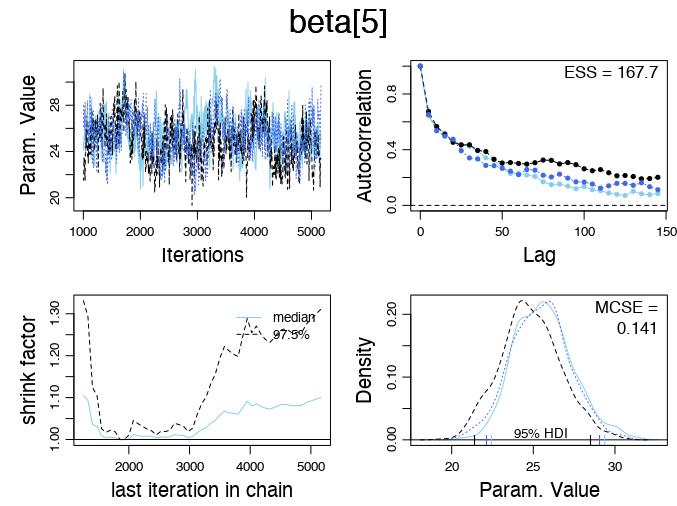 beta[5]
Param. Value
20 24 28
1000 2000 3000 4000 5000
Iterations
Autocorrelation
0.0 0.4 0.8
ESS = 167.7
0 50 100 150
Lag
shrink factor
1.00 1.10 1.20 1.30
median
97.5%
2000 3000 4000 5000
last iteration in chain
Density
0.00 0.10 0.20
MCSE =
0.141
95% HDI
20 25 30
Param. Value